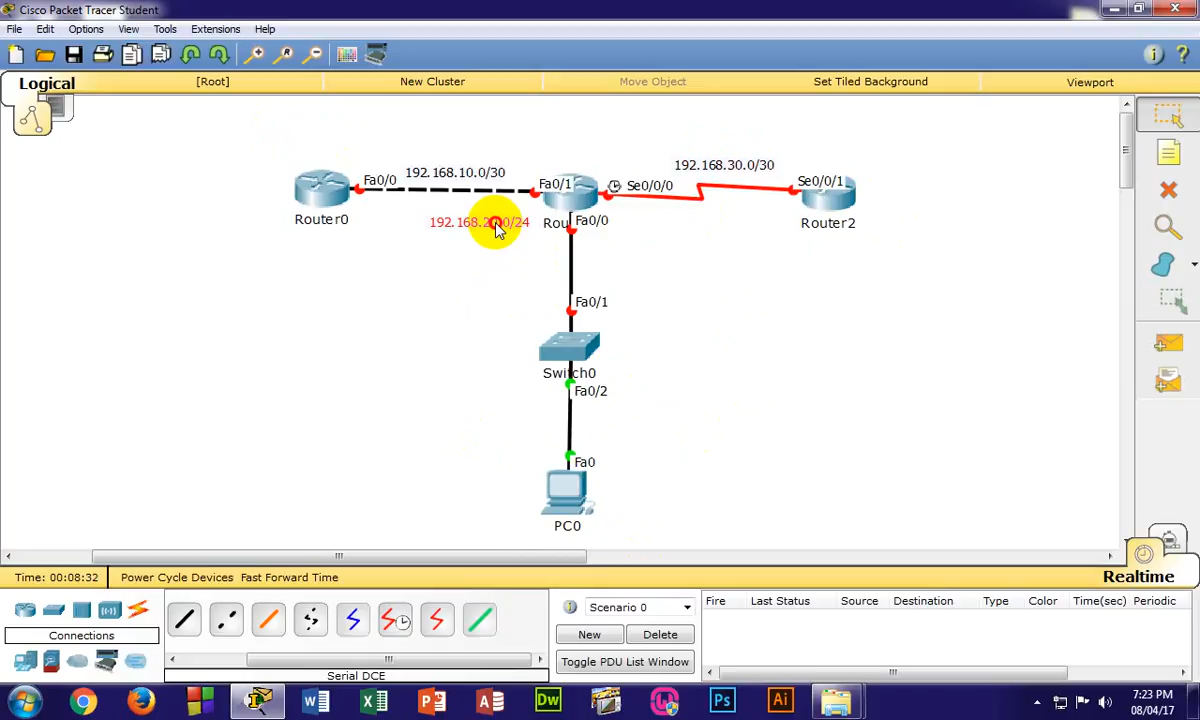 Cisco Packet Tracer Student
File Edit Options View Tools Extensions Help
Logical [Root] New Cluster Move Object Set Tiled Background Viewport
192.168.10.0/30
192.168.30.0/30
Fa0/0 Fa0/1 Se0/0/0 Se0/0/1
Router0 Fa0/0 Router2
Fa0/1
Switch0
Fa0/2
Fa0
PC0
Time: 00:08:32 Power Cycle Devices Fast Forward Time Realtime
Scenario 0
Fire Last Status Source Destination Type Color Time(sec) Periodic
Connections
New Delete
Toggle PDU List Window
Serial DCE
W X P A Dw Ps Ai
7:23 PM
08/04/17